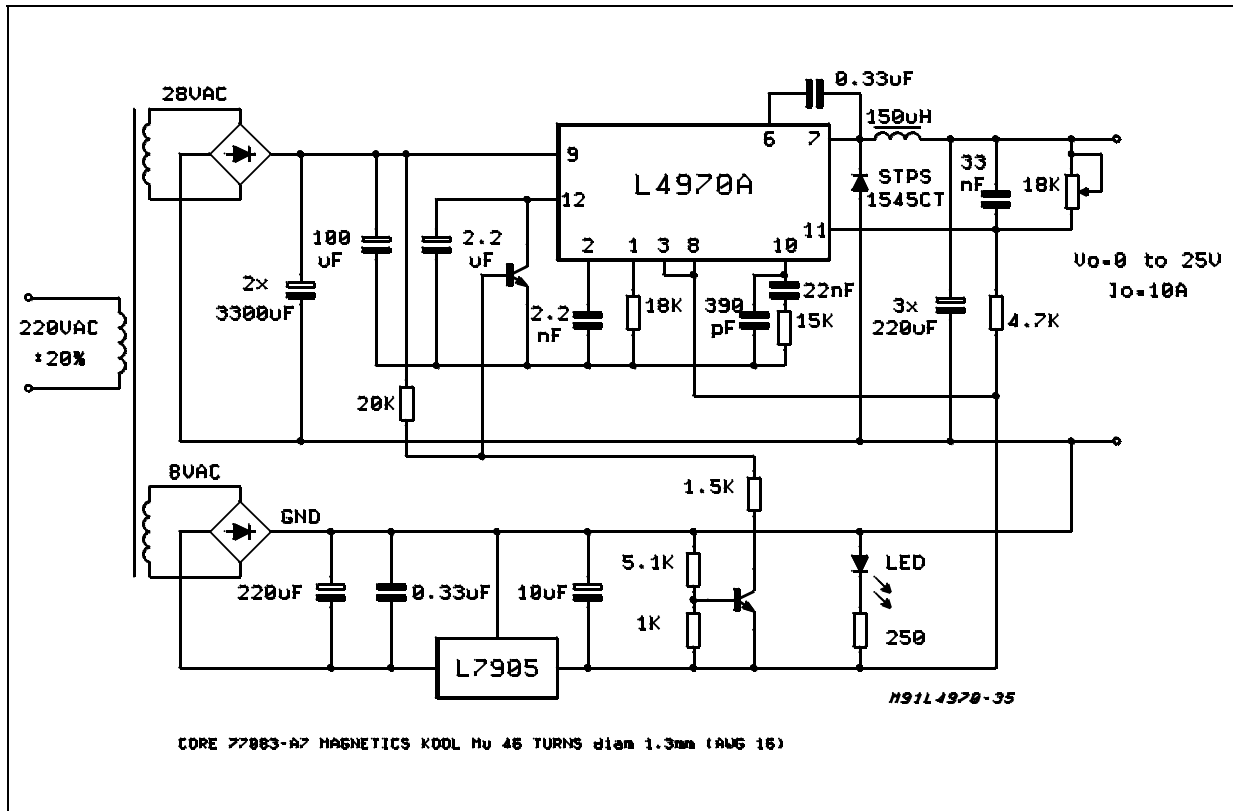 28VAC
0.33uF
150uH
6
7
9
L4970A
33
nF
18K
STPS
1545CT
12
11
2
1
3
8
10
100
uF
2.2
uF
2x
3300uF
2.2
nF
18K
390
pF
22nF
15K
3x
220uF
4.7K
Vo=0 to 25V
Io=10A
220VAC
±20%
20K
8VAC
GND
1.5K
220uF
0.33uF
10uF
5.1K
1K
LED
250
L7905
M91L4970-35
CORE 77083-A7 MAGNETICS KOOL Mu 46 TURNS diam 1.3mm (AWG 16)